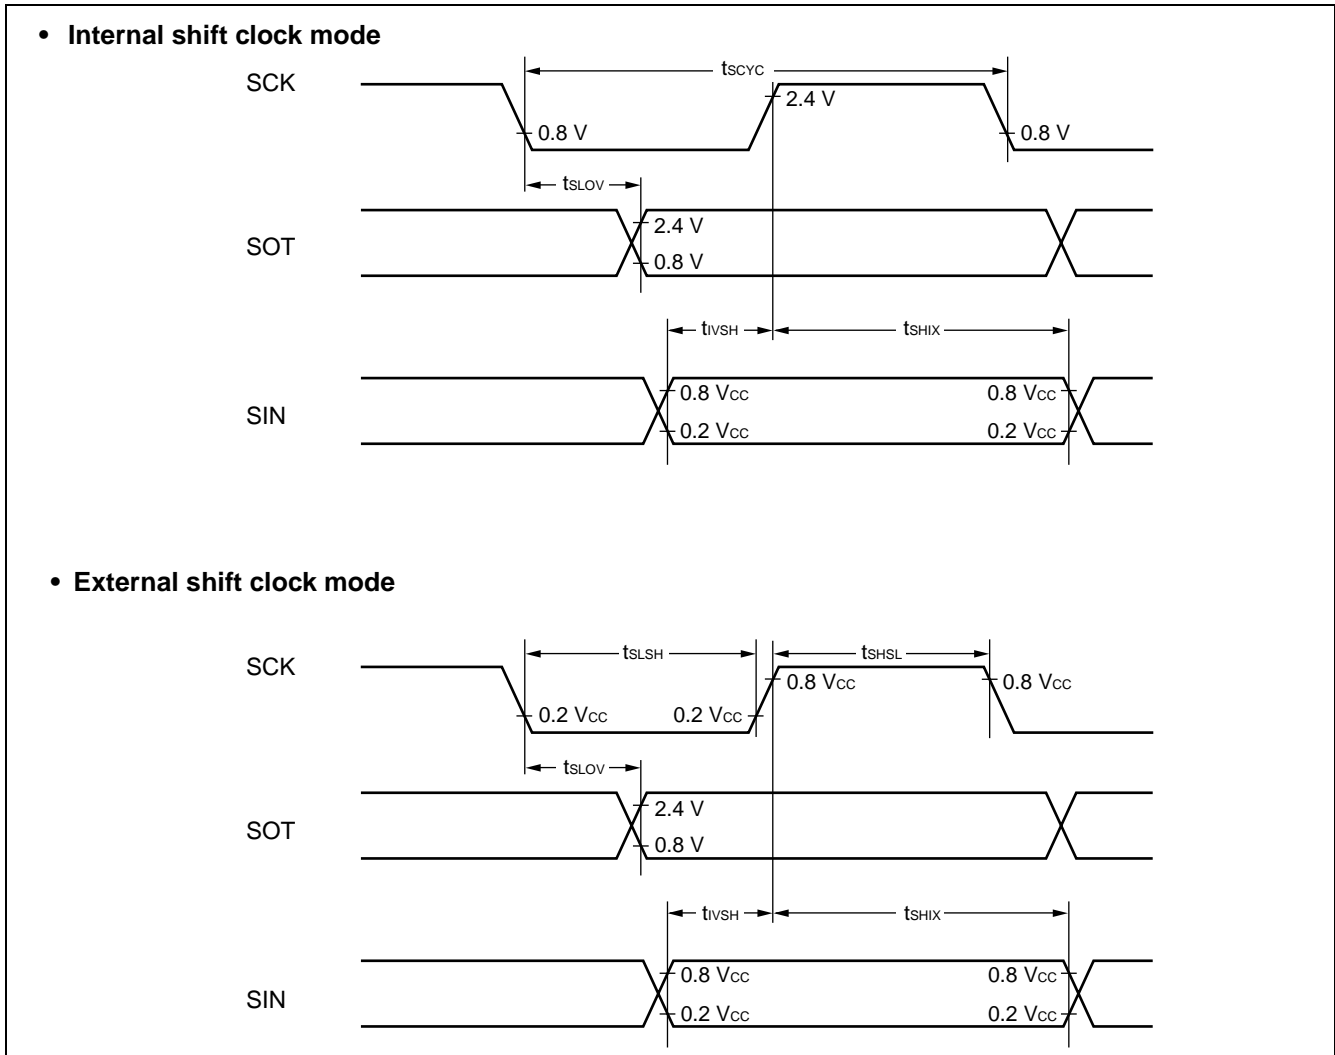 • Internal shift clock mode
tSCYC
SCK
2.4 V
0.8 V 0.8 V
tSLOV
2.4 V
SOT
0.8 V
tIVSH tSHIX
0.8 VCC 0.8 VCC
SIN
0.2 VCC 0.2 VCC
• External shift clock mode
tSLSH tSHSL
SCK
0.8 VCC 0.8 VCC
0.2 VCC 0.2 VCC
tSLOV
2.4 V
SOT
0.8 V
tIVSH tSHIX
0.8 VCC 0.8 VCC
SIN
0.2 VCC 0.2 VCC